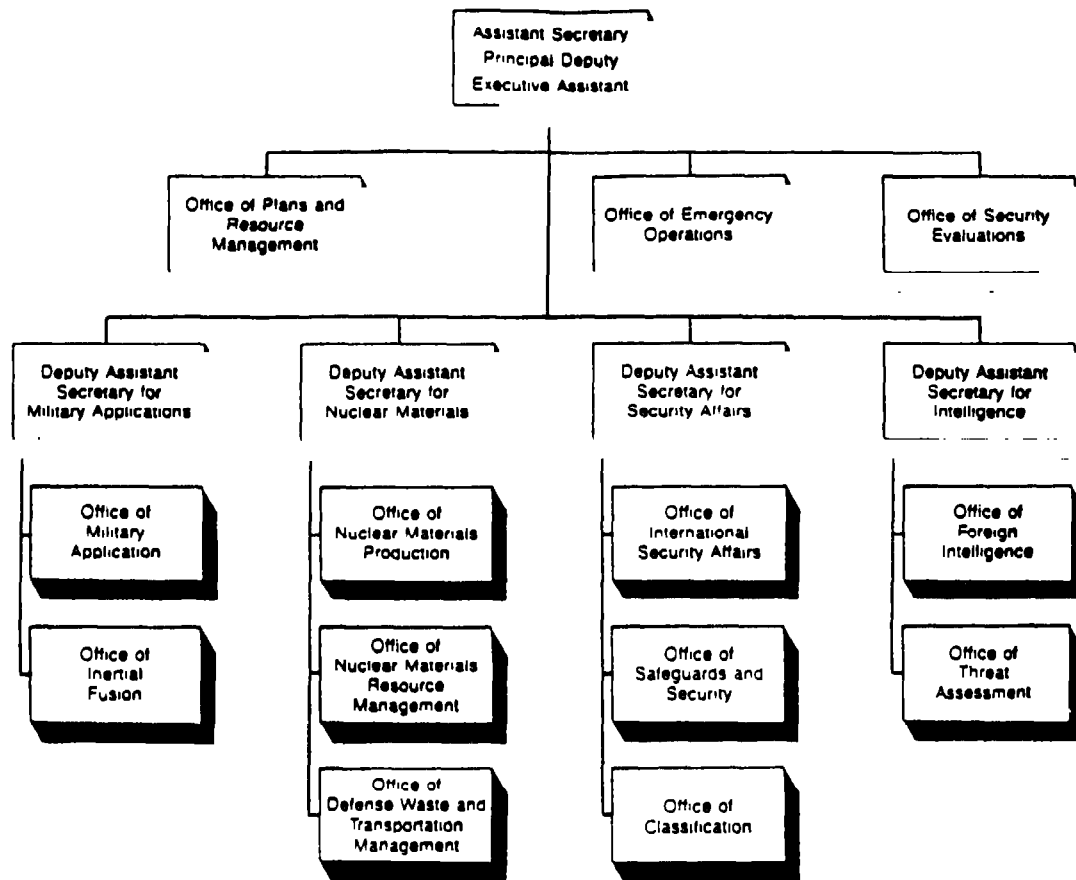 Assistant Secretary
Principal Deputy
Executive Assistant
Office of Plans and
Resource
Management
Office of Emergency
Operations
Office of Security
Evaluations
Deputy Assistant
Secretary for
Military Applications
Deputy Assistant
Secretary for
Nuclear Materials
Deputy Assistant
Secretary for
Security Affairs
Deputy Assistant
Secretary for
Intelligence
Office of
Military
Application
Office of
Nuclear Materials
Production
Office of
International
Security Affairs
Office of
Foreign
Intelligence
Office of
Inertial
Fusion
Office of
Nuclear Materials
Resource
Management
Office of
Safeguards and
Security
Office of
Threat
Assessment
Office of
Defense Waste and
Transportation
Management
Office of
Classification